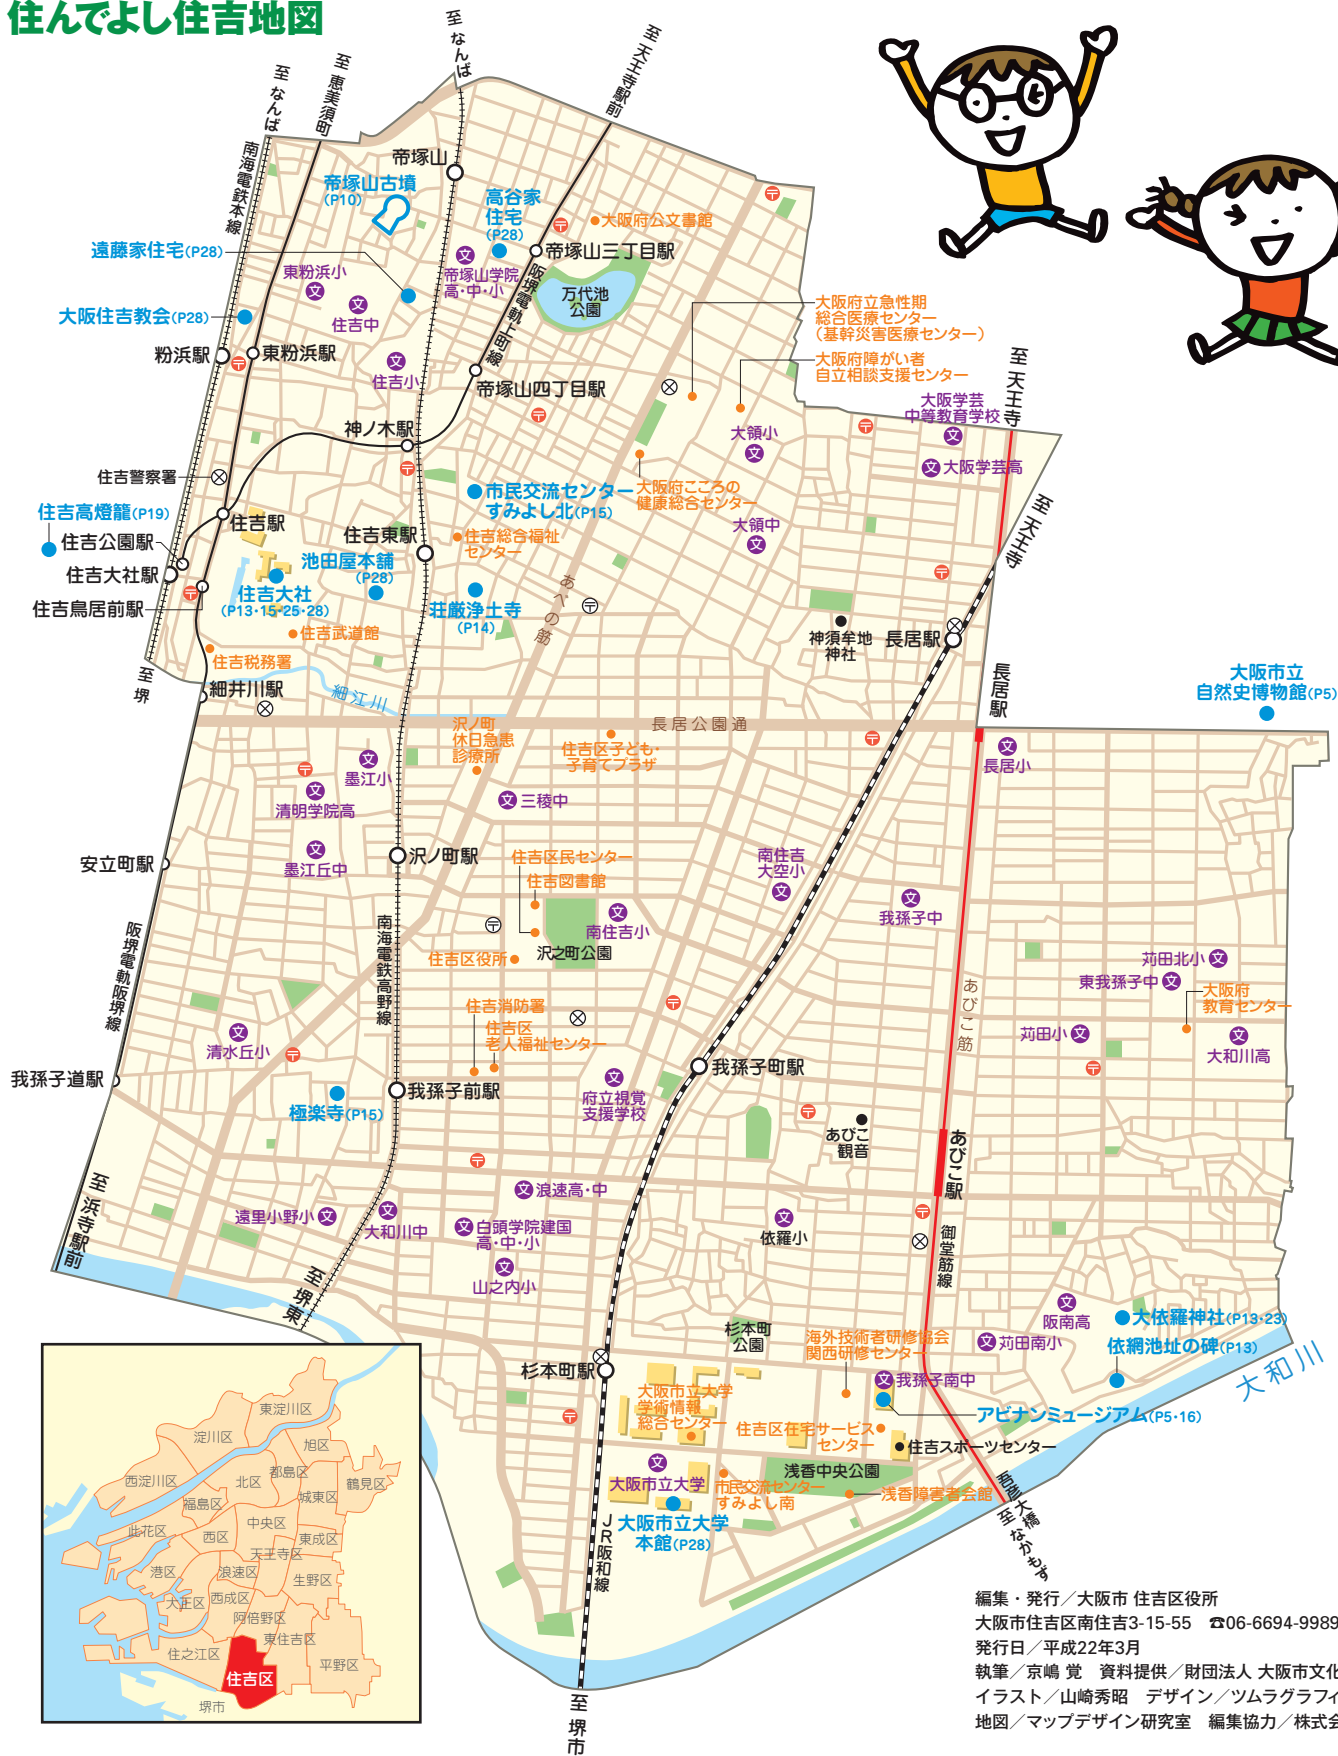 住んでよし住吉地図
至 なんば
至 恵美須町
至 なんば
至 天王寺駅前
南海電鉄本線
帝塚山
帝塚山古墳
(P10)
高谷家
住宅
(P28)
大阪府公文書館
遠藤家住宅(P28)
東粉浜小
住吉中
帝塚山学院
高・中・小
帝塚山三丁目駅
阪堺電軌上町線
万代池
公園
大阪住吉教会(P28)
粉浜駅
東粉浜駅
住吉小
帝塚山四丁目駅
大阪府立急性期
総合医療センター
(基幹災害医療センター)
大阪府障がい者
自立相談支援センター
至 天王寺
大阪学芸
中等教育学校
神ノ木駅
大領小
大阪学芸高
住吉警察署
市民交流センター
すみよし北(P15)
大阪府こころの
健康総合センター
至 天王寺
住吉高燈籠(P19)
住吉公園駅
住吉駅
住吉東駅
住吉総合福祉
センター
大領中
住吉大社駅
池田屋本舗
(P28)
あべの筋
住吉鳥居前駅
住吉大社
(P13・15・25・28)
荘厳浄土寺
(P14)
住吉武道館
神須牟地
神社
長居駅
住吉税務署
至 堺
細井川駅
細江川
長居駅
大阪市立
自然史博物館(P5)
沢ノ町
休日急患
診療所
長居公園通
住吉区子ども・
子育てプラザ
墨江小
長居小
清明学院高
三稜中
墨江丘中
安立町駅
沢ノ町駅
住吉区民センター
住吉図書館
南住吉
大空小
我孫子中
阪堺電軌阪堺線
南海電鉄高野線
南住吉小
沢之町公園
住吉区役所
苅田北小
東我孫子中
大阪府
教育センター
あびこ筋
住吉消防署
住吉区
老人福祉センター
清水丘小
苅田小
大和川高
我孫子道駅
我孫子前駅
我孫子町駅
極楽寺(P15)
府立視覚
支援学校
あびこ
観音
あびこ駅
至 浜寺駅前
浪速高・中
遠里小野小
大和川中
白頭学院建国
高・中・小
依羅小
御堂筋線
山之内小
至 堺東
阪南高
大依羅神社(P13・23)
杉本町
公園
海外技術者研修協会
関西研修センター
苅田南小
依網池址の碑(P13)
大和川
杉本町駅
我孫子南中
大阪市立大学
学術情報
総合センター
アビナンミュージアム(P5・16)
住吉区在宅サービス
センター
住吉スポーツセンター
大阪市立大学
浅香中央公園
市民交流センター
すみよし南
浅香障害者会館
吾彦大橋
至 なかもず
大阪市立大学
本館(P28)
JR阪和線
至 堺市
東淀川区
淀川区
旭区
西淀川区
北区
都島区
鶴見区
福島区
城東区
此花区
西区
中央区
東成区
天王寺区
港区
浪速区
生野区
大正区
西成区
阿倍野区
東住吉区
住之江区
平野区
住吉区
堺市
編集・発行／大阪市 住吉区役所
大阪市住吉区南住吉3-15-55 ☎06-6694-9989
発行日／平成22年3月
執筆／京嶋 覚 資料提供／財団法人 大阪市文化
イラスト／山崎秀昭 デザイン／ツムラグラフィ
地図／マップデザイン研究室 編集協力／株式会